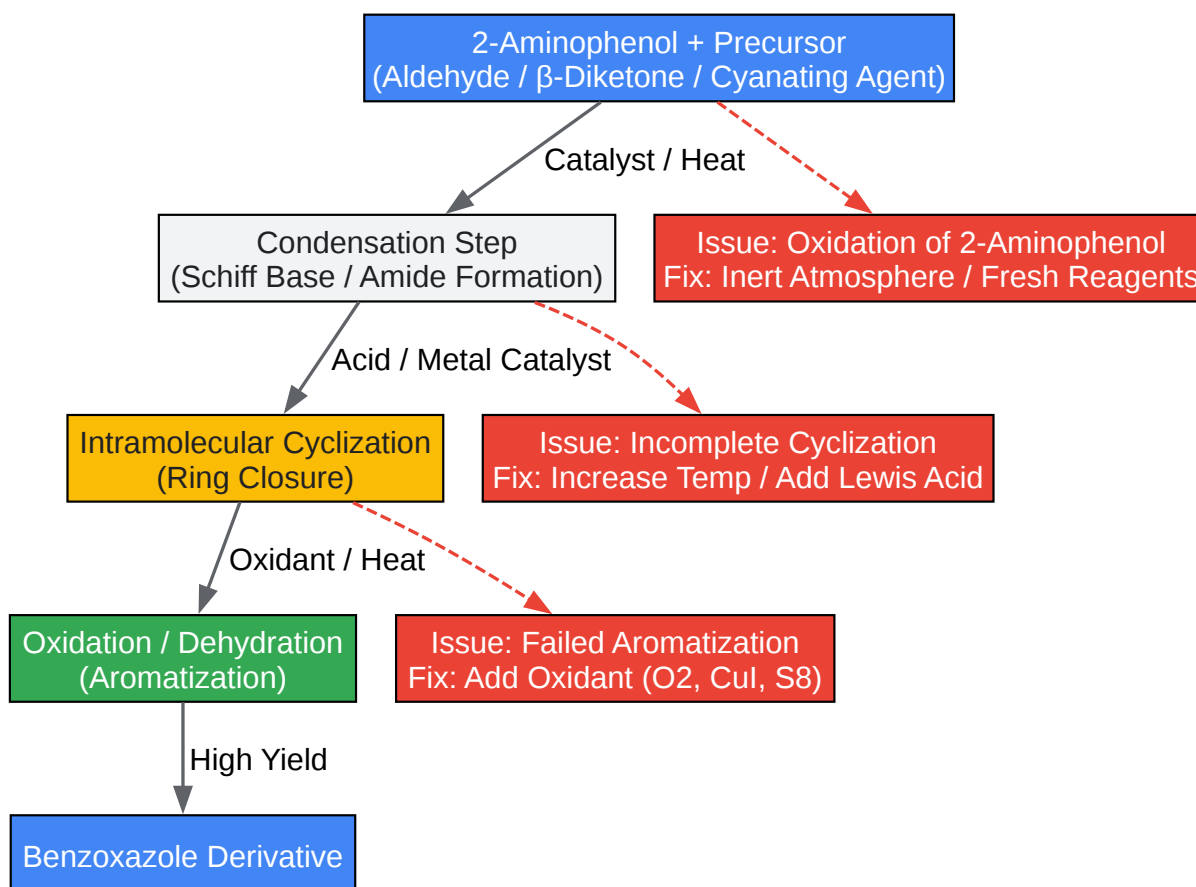 2-Aminophenol + Precursor
(Aldehyde / β-Diketone / Cyanating Agent)
Catalyst / Heat
Condensation Step
(Schiff Base / Amide Formation)
Issue: Oxidation of 2-Aminophenol
Fix: Inert Atmosphere / Fresh Reagents
Acid / Metal Catalyst
Intramolecular Cyclization
(Ring Closure)
Issue: Incomplete Cyclization
Fix: Increase Temp / Add Lewis Acid
Oxidant / Heat
Oxidation / Dehydration
(Aromatization)
Issue: Failed Aromatization
Fix: Add Oxidant (O2, CuI, S8)
High Yield
Benzoxazole Derivative